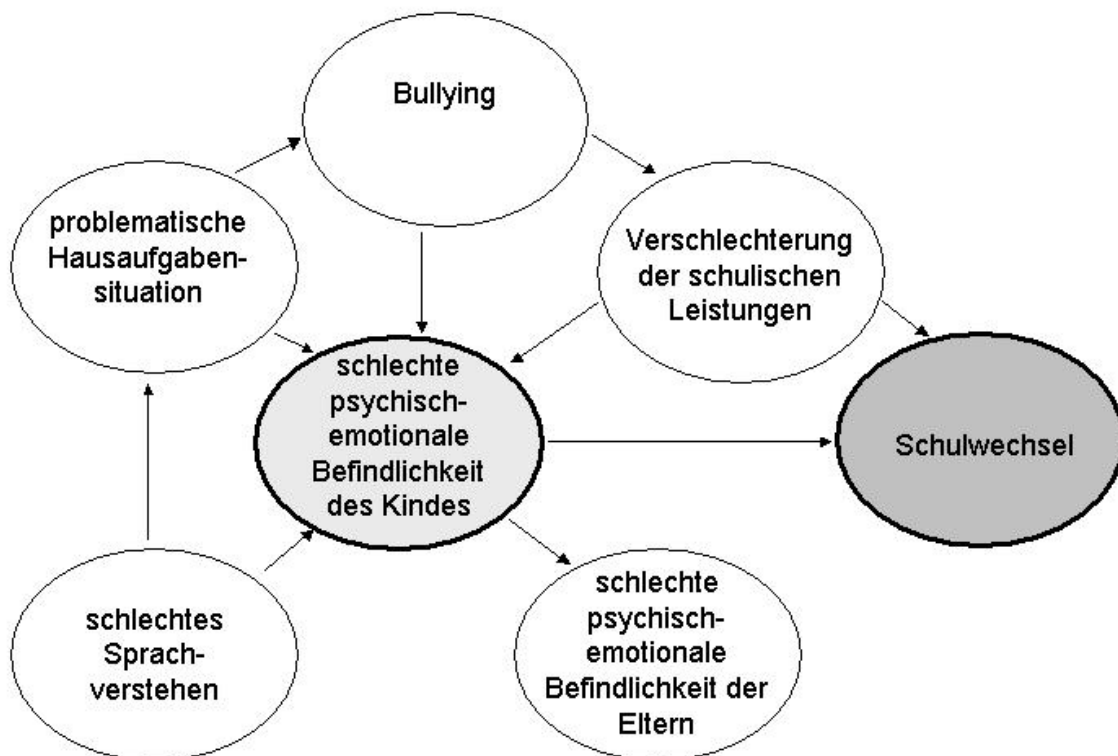 Bullying
problematische
Hausaufgaben-
situation
Verschlechterung
der schulischen
Leistungen
schlechte
psychisch-
emotionale
Befindlichkeit
des Kindes
Schulwechsel
schlechtes
Sprach-
verstehen
schlechte
psychisch-
emotionale
Befindlichkeit der
Eltern